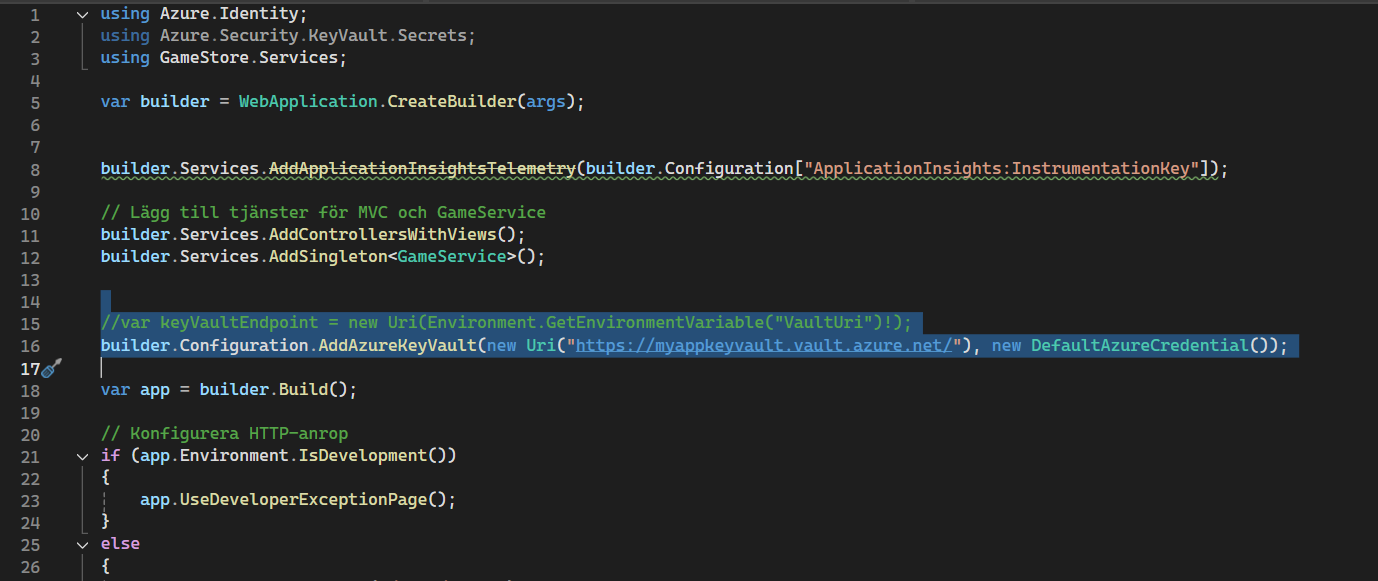 1 using Azure.Identity;
2 using Azure.Security.KeyVault.Secrets;
3 using GameStore.Services;
4
5 var builder = WebApplication.CreateBuilder(args);
6
7
8 builder.Services.AddApplicationInsightsTelemetry(builder.Configuration["ApplicationInsights:InstrumentationKey"]);
9
10 // Lägg till tjänster för MVC och GameService
11 builder.Services.AddControllersWithViews();
12 builder.Services.AddSingleton<GameService>();
13
14
15 //var keyVaultEndpoint = new Uri(Environment.GetEnvironmentVariable("VaultUri")!);
16 builder.Configuration.AddAzureKeyVault(new Uri("https://myappkeyvault.vault.azure.net/"), new DefaultAzureCredential());
17
18 var app = builder.Build();
19
20 // Konfigurera HTTP-anrop
21 if (app.Environment.IsDevelopment())
22 {
23 app.UseDeveloperExceptionPage();
24 }
25 else
26 {